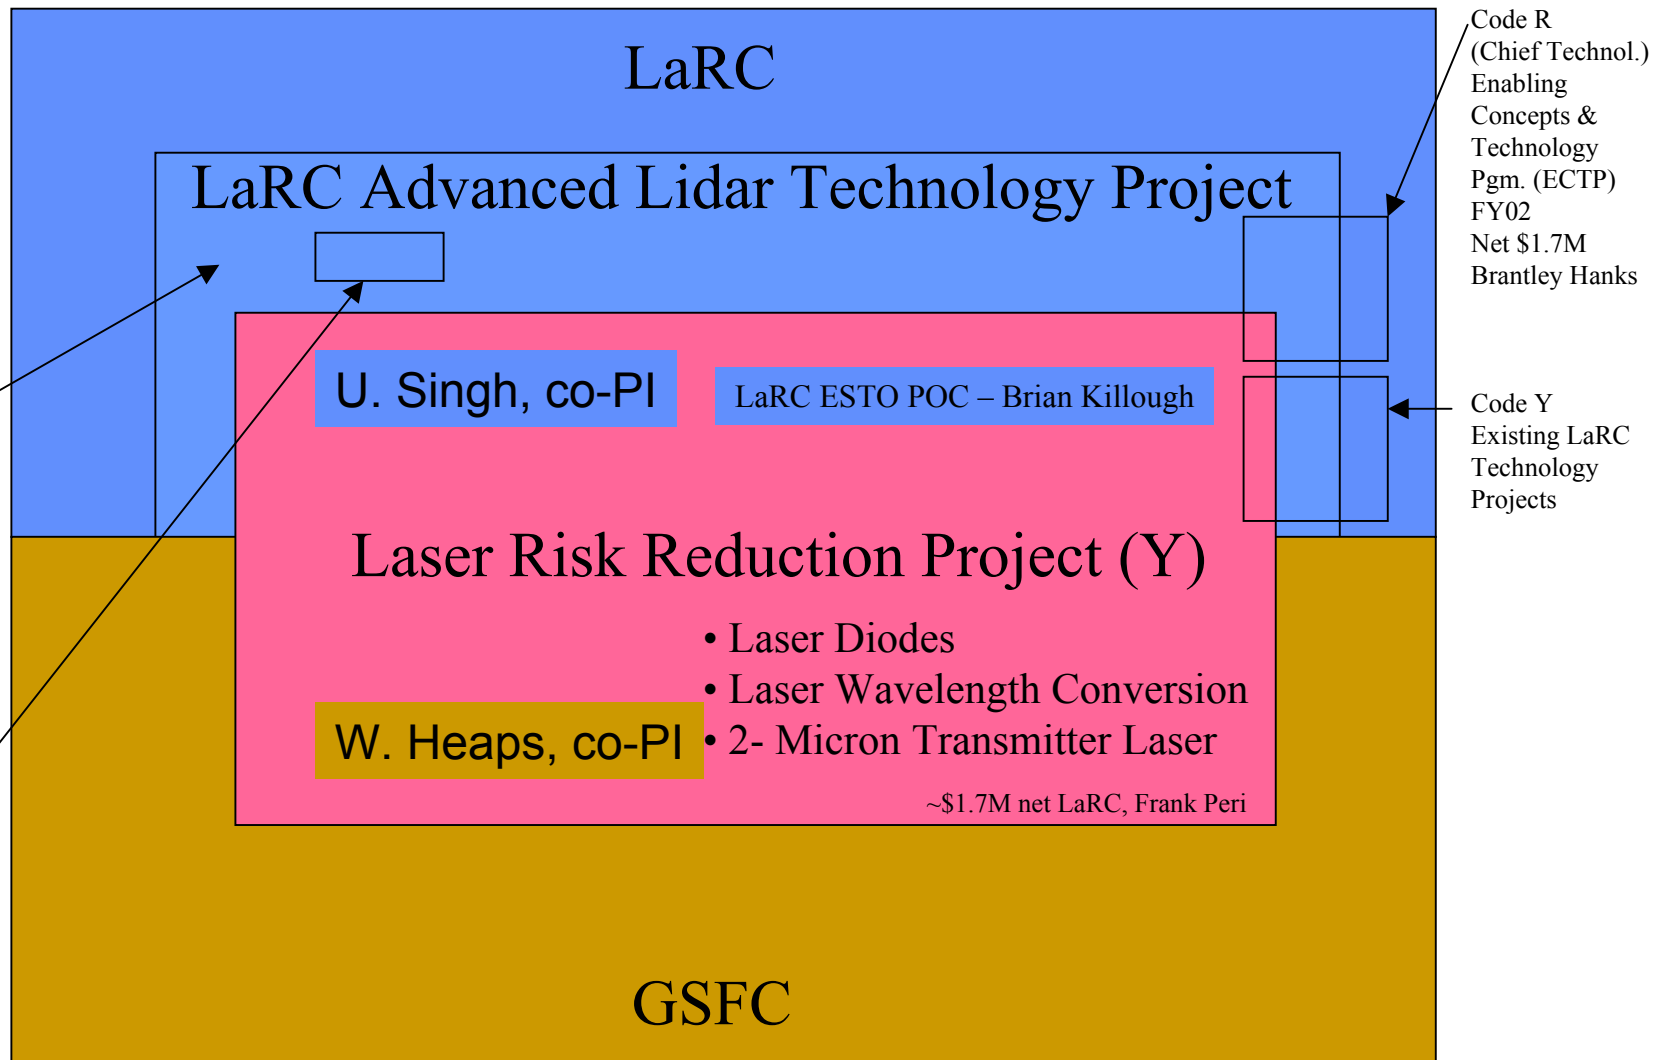 LaRC
LaRC Advanced Lidar Technology Project
U. Singh, co-PI
LaRC ESTO POC – Brian Killough
Laser Risk Reduction Project (Y)
• Laser Diodes
• Laser Wavelength Conversion
• 2- Micron Transmitter Laser
W. Heaps, co-PI
~$1.7M net LaRC, Frank Peri
GSFC
Code R
(Chief Technol.)
Enabling
Concepts &
Technology
Pgm. (ECTP)
FY02
Net $1.7M
Brantley Hanks
Code Y
Existing LaRC
Technology
Projects